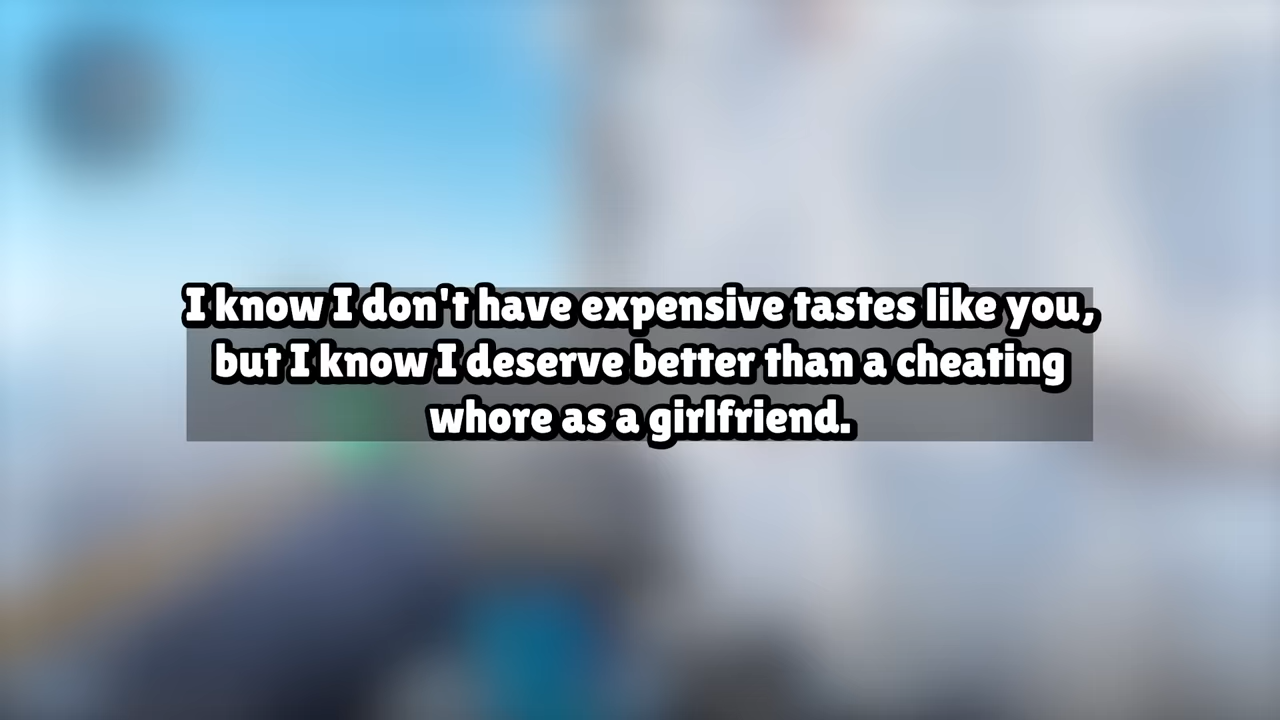 I know I don't have expensive tastes like you,
but I know I deserve better than a cheating
whore as a girlfriend.